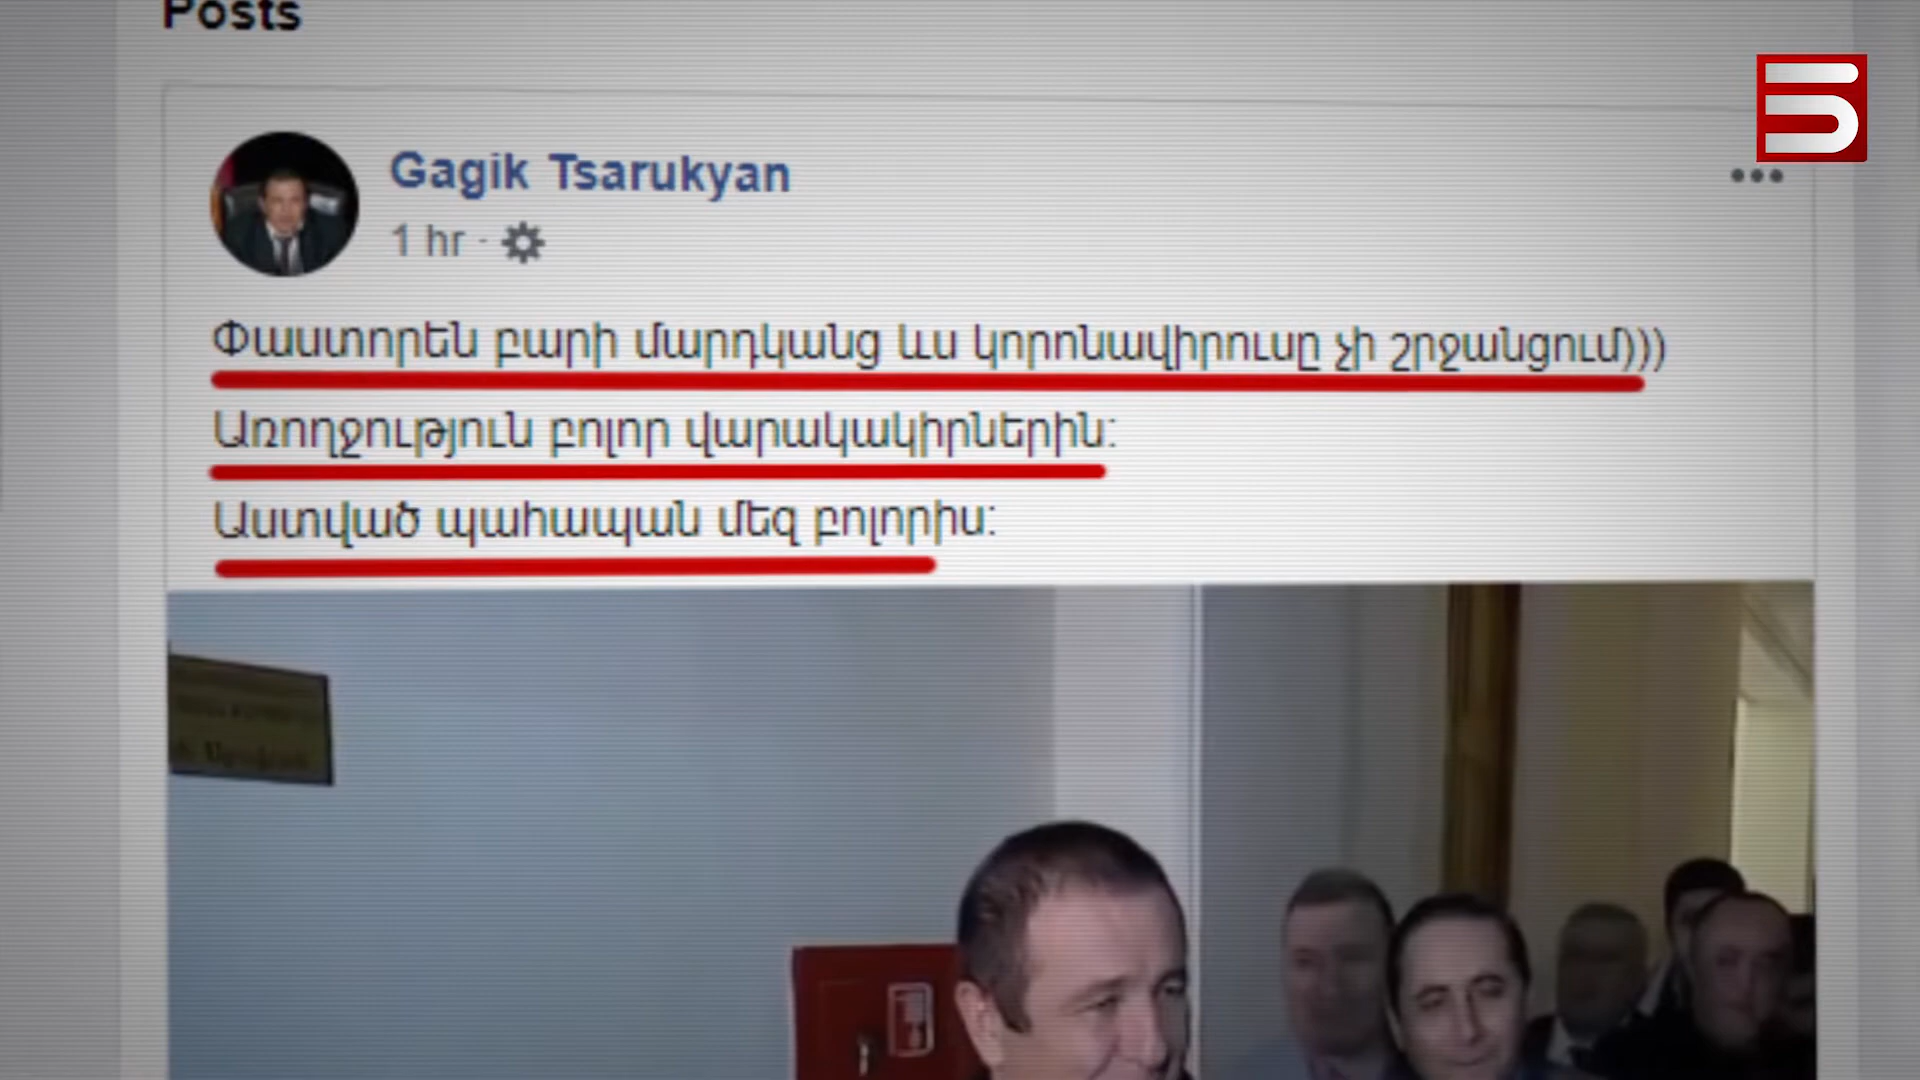 Posts
Gagik Tsarukyan
1 hr ·
Փաստորեն բարի մարդկանց ևս կորոնավիրուսը չի շրջանցում)))
Առողջություն բոլոր վարակակիրներին:
Աստված պահապան մեզ բոլորիս: